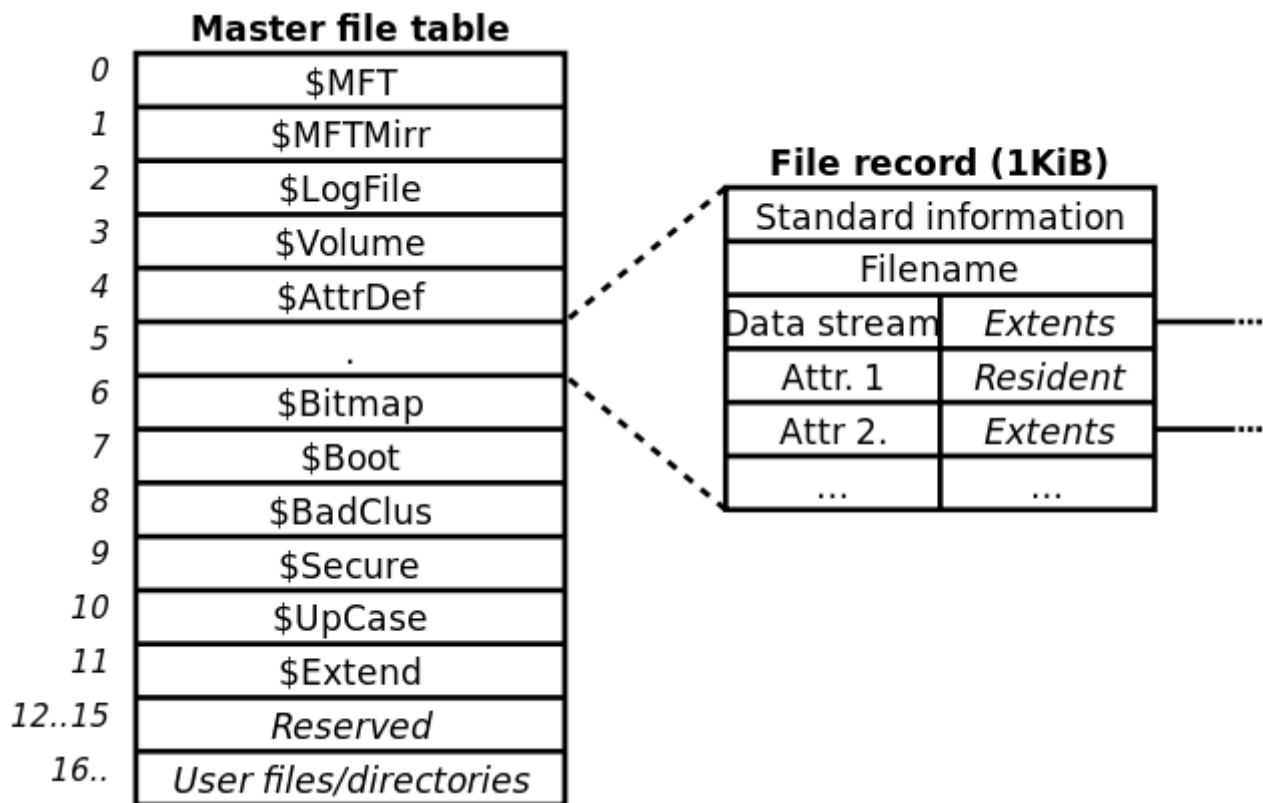 Master file table
0 $MFT
1 $MFTMirr
2 $LogFile
3 $Volume
4 $AttrDef
5 .
6 $Bitmap
7 $Boot
8 $BadClus
9 $Secure
10 $UpCase
11 $Extend
12..15 Reserved
16.. User files/directories
File record (1KiB)
Standard information
Filename
Data stream Extents
Attr. 1 Resident
Attr 2. Extents
... ...